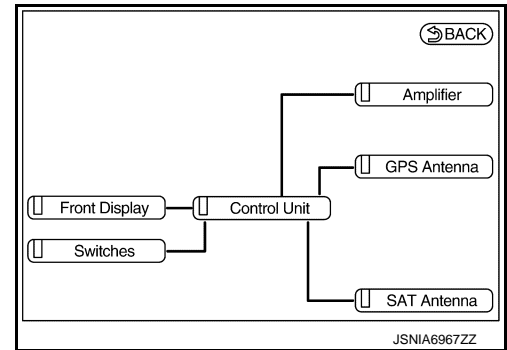 BACK
Amplifier
GPS Antenna
Front Display
Control Unit
Switches
SAT Antenna
JSNIA6967ZZ